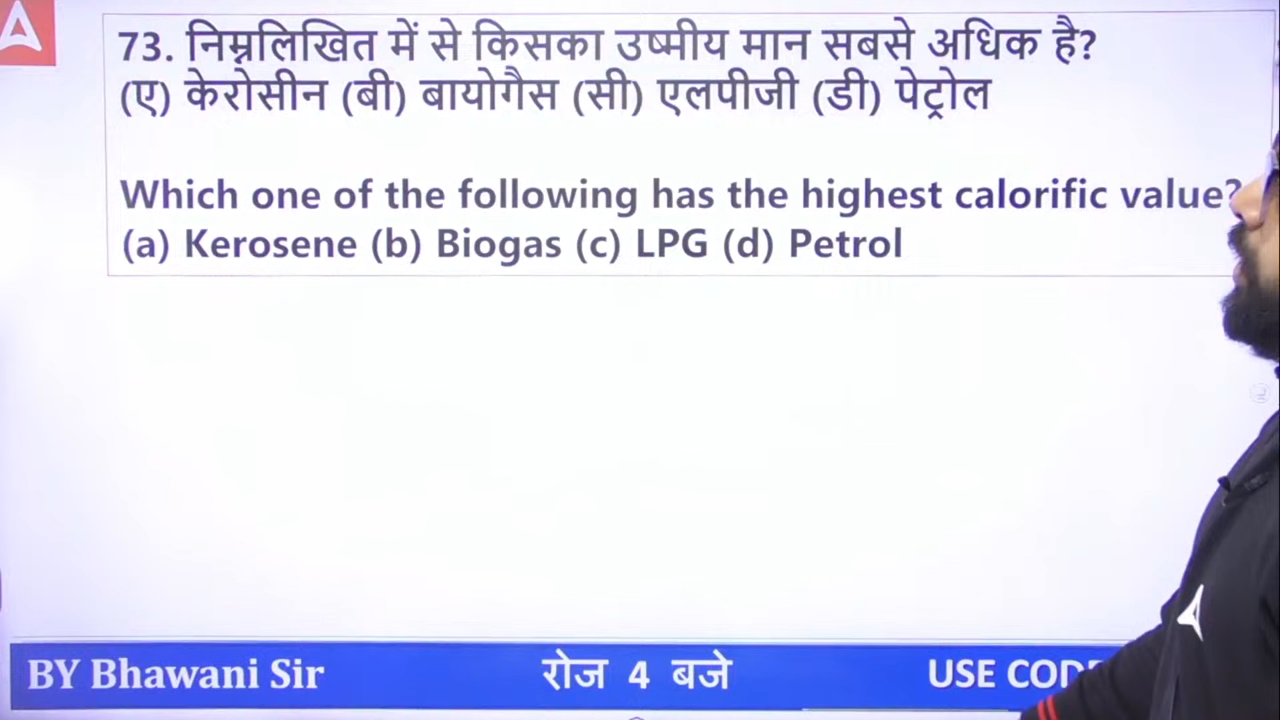 73. निम्नलिखित में से किसका उष्मीय मान सबसे अधिक है?
(ए) केरोसीन (बी) बायोगैस (सी) एलपीजी (डी) पेट्रोल
Which one of the following has the highest calorific value?
(a) Kerosene (b) Biogas (c) LPG (d) Petrol
BY Bhawani Sir रोज 4 बजे USE